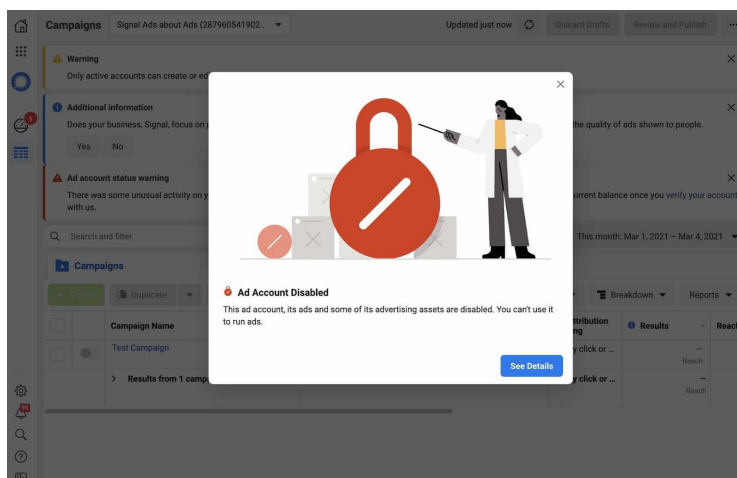 Campaigns
Signal Ads about Ads (287960541902...
Updated just now
Discard Drafts
Review and Publish
Warning
Only active accounts can create or ed
Additional information
Does your business, Signal, focus on
the quality of ads shown to people.
Yes
No
1
Ad account status warning
There was some unusual activity on y
urrent balance once you verify your account
with us.
Search and filter
This month: Mar 1, 2021 – Mar 4, 2021
Campaigns
+ Create
Duplicate
Breakdown
Reports
Campaign Name
ttribution
ng
Results
Reach
Test Campaign
y click or ...
—
Reach
Results from 1 camp
y click or ...
—
Reach
Ad Account Disabled
This ad account, its ads and some of its advertising assets are disabled. You can't use it
to run ads.
See Details